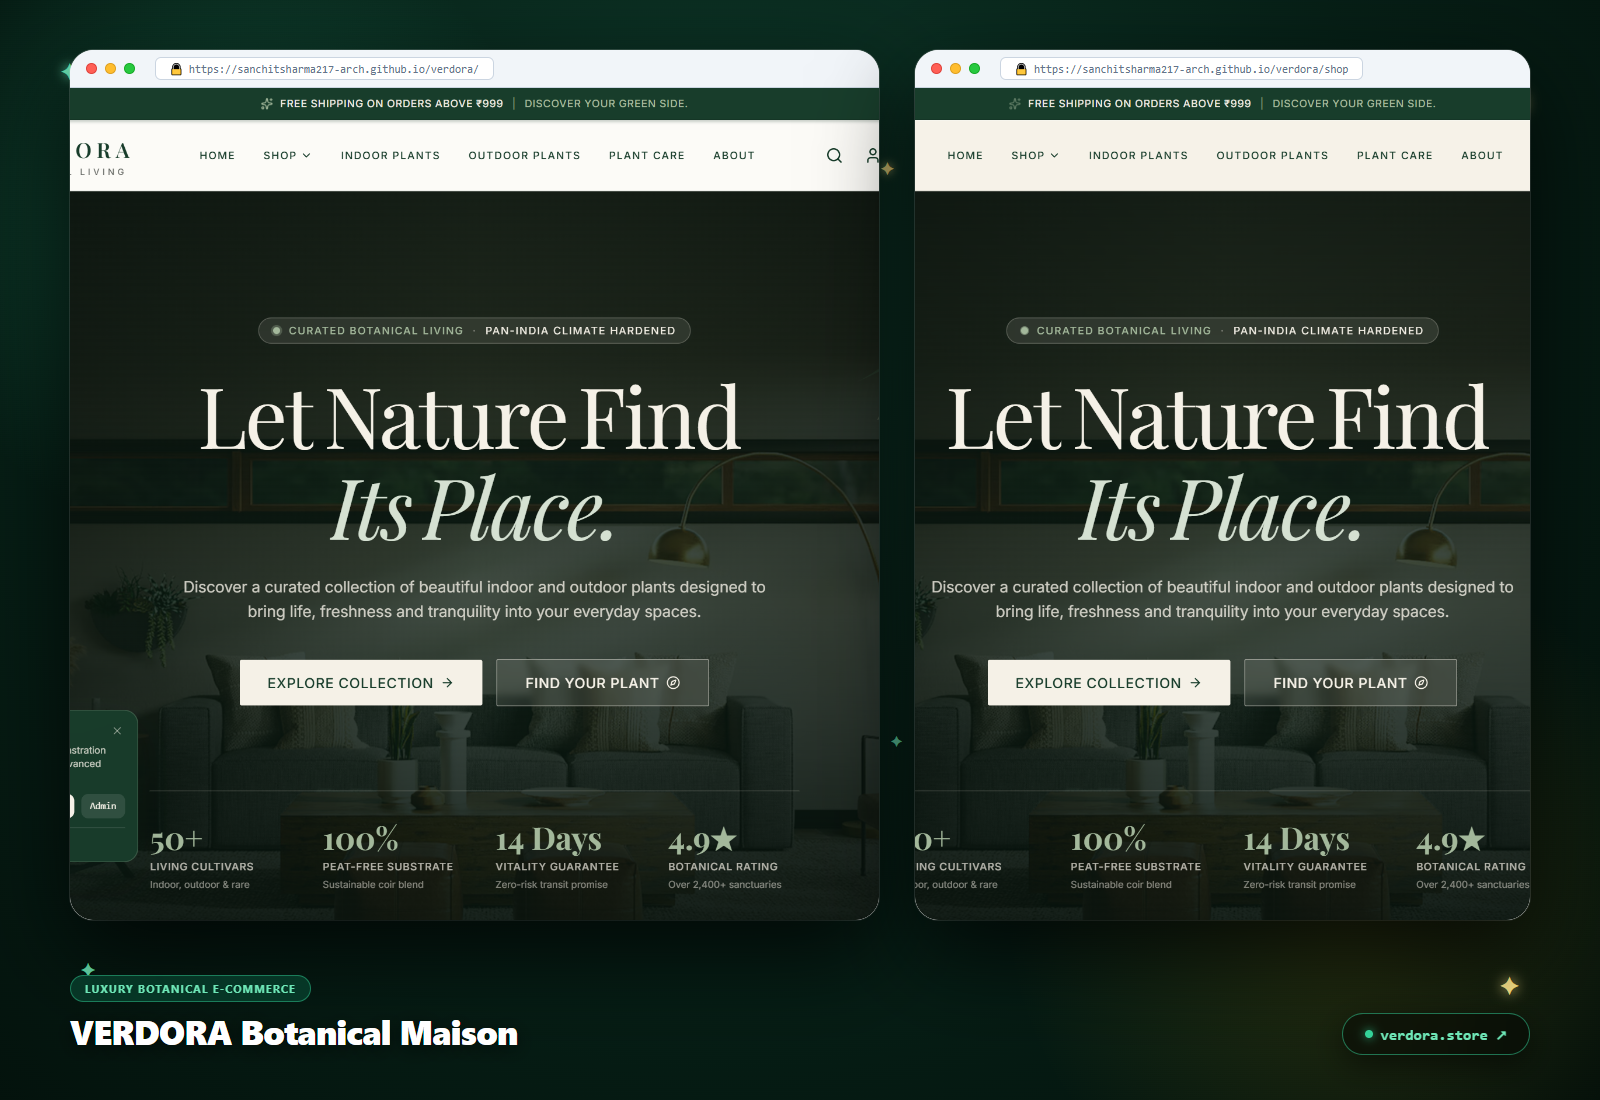 https://sanchitsharma217-arch.github.io/verdora/
FREE SHIPPING ON ORDERS ABOVE ₹999 | DISCOVER YOUR GREEN SIDE.
ORA
LIVING
HOME SHOP INDOOR PLANTS OUTDOOR PLANTS PLANT CARE ABOUT
CURATED BOTANICAL LIVING · PAN-INDIA CLIMATE HARDENED
Let Nature Find
Its Place.
Discover a curated collection of beautiful indoor and outdoor plants designed to
bring life, freshness and tranquility into your everyday spaces.
EXPLORE COLLECTION → FIND YOUR PLANT
stration
vanced
Admin
50+ 100% 14 Days 4.9★
LIVING CULTIVARS PEAT-FREE SUBSTRATE VITALITY GUARANTEE BOTANICAL RATING
Indoor, outdoor & rare Sustainable coir blend Zero-risk transit promise Over 2,400+ sanctuaries
https://sanchitsharma217-arch.github.io/verdora/shop
FREE SHIPPING ON ORDERS ABOVE ₹999 | DISCOVER YOUR GREEN SIDE.
HOME SHOP INDOOR PLANTS OUTDOOR PLANTS PLANT CARE ABOUT
CURATED BOTANICAL LIVING · PAN-INDIA CLIMATE HARDENED
Let Nature Find
Its Place.
Discover a curated collection of beautiful indoor and outdoor plants designed to
bring life, freshness and tranquility into your everyday spaces.
EXPLORE COLLECTION → FIND YOUR PLANT
0+ 100% 14 Days 4.9★
ING CULTIVARS PEAT-FREE SUBSTRATE VITALITY GUARANTEE BOTANICAL RATING
oor, outdoor & rare Sustainable coir blend Zero-risk transit promise Over 2,400+ sanctuaries
LUXURY BOTANICAL E-COMMERCE
VERDORA Botanical Maison
verdora.store ↗